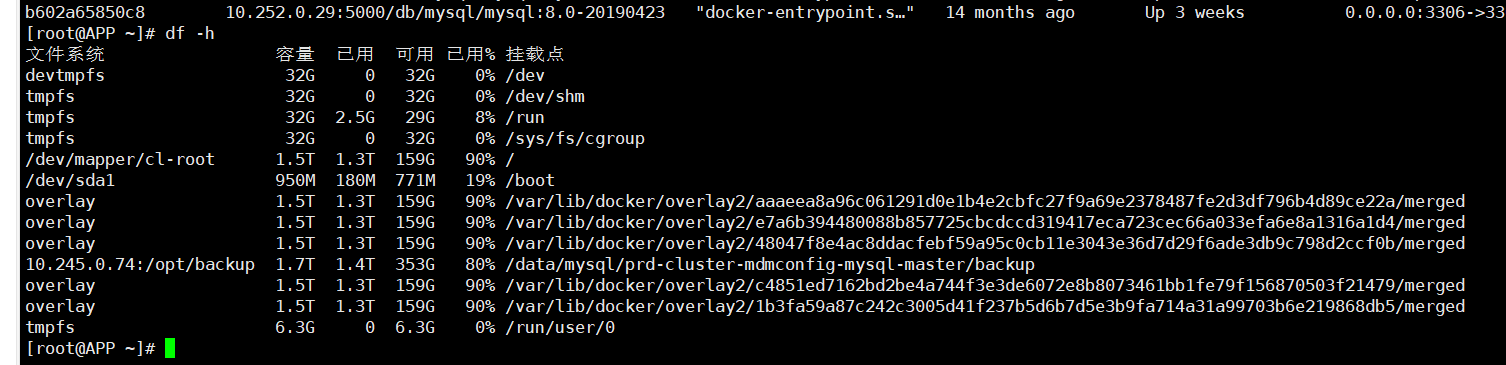 b602a65850c8        10.252.0.29:5000/db/mysql/mysql:8.0-20190423   "docker-entrypoint.s…"   14 months ago       Up 3 weeks          0.0.0.0:3306->33
[root@APP ~]# df -h
文件系统                 容量  已用  可用 已用% 挂载点
devtmpfs                  32G     0   32G    0% /dev
tmpfs                     32G     0   32G    0% /dev/shm
tmpfs                     32G  2.5G   29G    8% /run
tmpfs                     32G     0   32G    0% /sys/fs/cgroup
/dev/mapper/cl-root      1.5T  1.3T  159G   90% /
/dev/sda1                950M  180M  771M   19% /boot
overlay                  1.5T  1.3T  159G   90% /var/lib/docker/overlay2/aaaeea8a96c061291d0e1b4e2cbfc27f9a69e2378487fe2d3df796b4d89ce22a/merged
overlay                  1.5T  1.3T  159G   90% /var/lib/docker/overlay2/e7a6b394480088b857725cbcdccd319417eca723cec66a033efa6e8a1316a1d4/merged
overlay                  1.5T  1.3T  159G   90% /var/lib/docker/overlay2/48047f8e4ac8ddacfebf59a95c0cb11e3043e36d7d29f6ade3db9c798d2ccf0b/merged
10.245.0.74:/opt/backup  1.7T  1.4T  353G   80% /data/mysql/prd-cluster-mdmconfig-mysql-master/backup
overlay                  1.5T  1.3T  159G   90% /var/lib/docker/overlay2/c4851ed7162bd2be4a744f3e3de6072e8b8073461bb1fe79f156870503f21479/merged
overlay                  1.5T  1.3T  159G   90% /var/lib/docker/overlay2/1b3fa59a87c242c3005d41f237b5d6b7d5e3b9fa714a31a99703b6e219868db5/merged
tmpfs                    6.3G     0  6.3G    0% /run/user/0
[root@APP ~]#